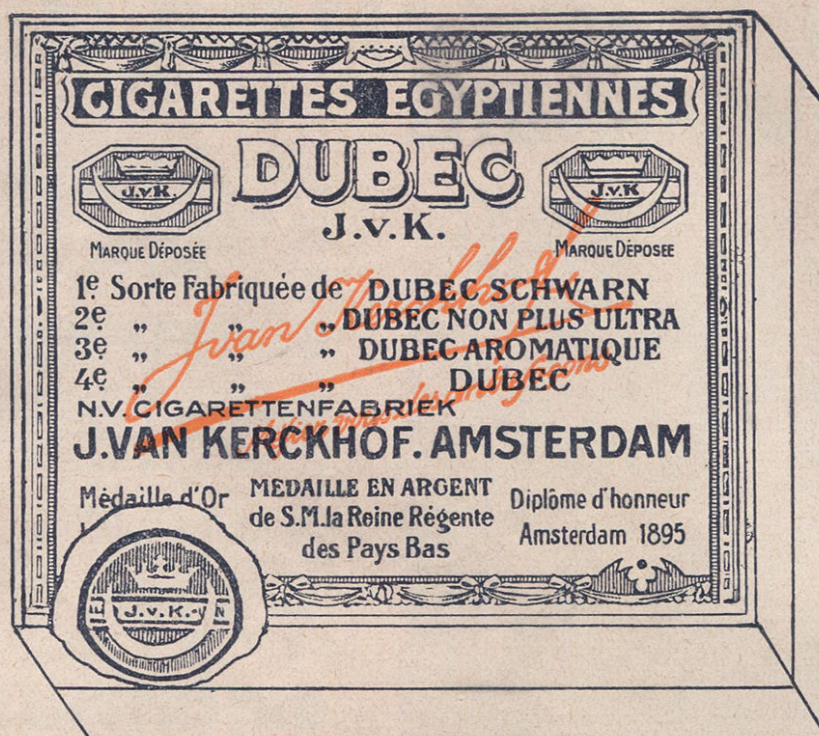 CIGARETTES EGYPTIENNES
DUBEC
J.v.K.
J.v.K.
J.v.K.
MARQUE DÉPOSÉE
MARQUE DÉPOSEE
1e Sorte Fabriquée de DUBEC SCHWARN
2e „ „ „ DUBEC NON PLUS ULTRA
3e „ „ „ DUBEC AROMATIQUE
4e „ „ „ DUBEC
J van Kerckhof
N.V. CIGARETTENFABRIEK
J. VAN KERCKHOF. AMSTERDAM
Médaille d'Or
MEDAILLE EN ARGENT
de S.M. la Reine Régente
des Pays Bas
Diplôme d'honneur
Amsterdam 1895
J.v.K.